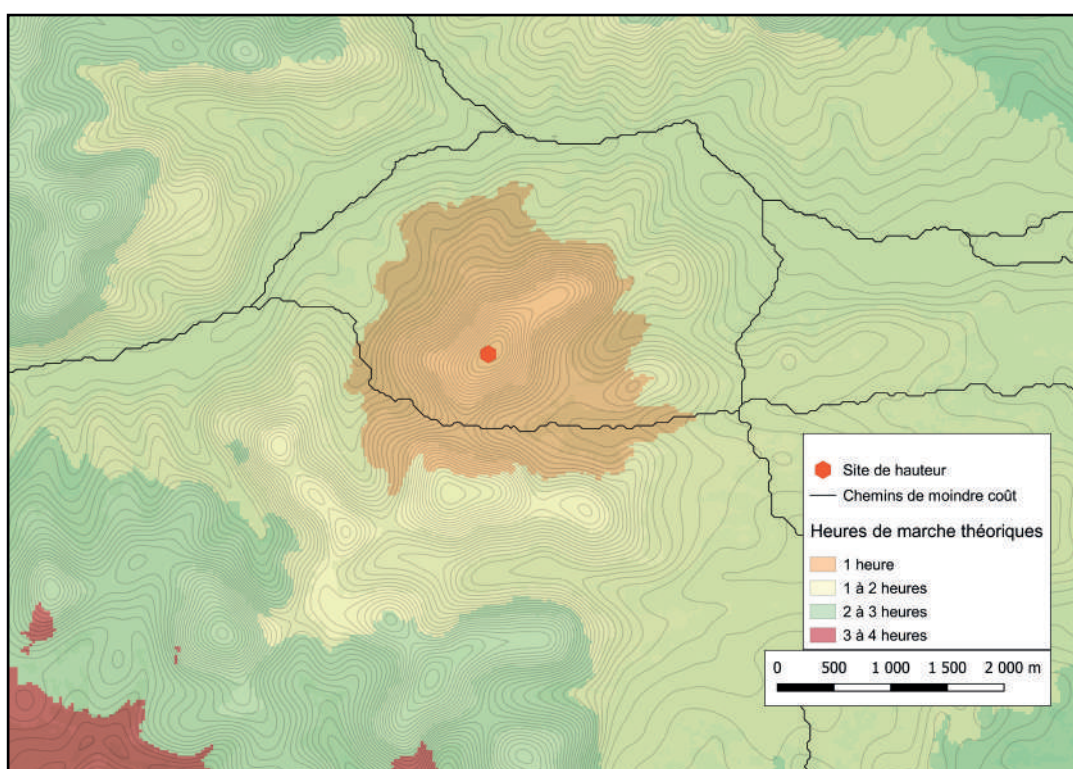 Site de hauteur
Chemins de moindre coût
Heures de marche théoriques
1 heure
1 à 2 heures
2 à 3 heures
3 à 4 heures
0 500 1 000 1 500 2 000 m